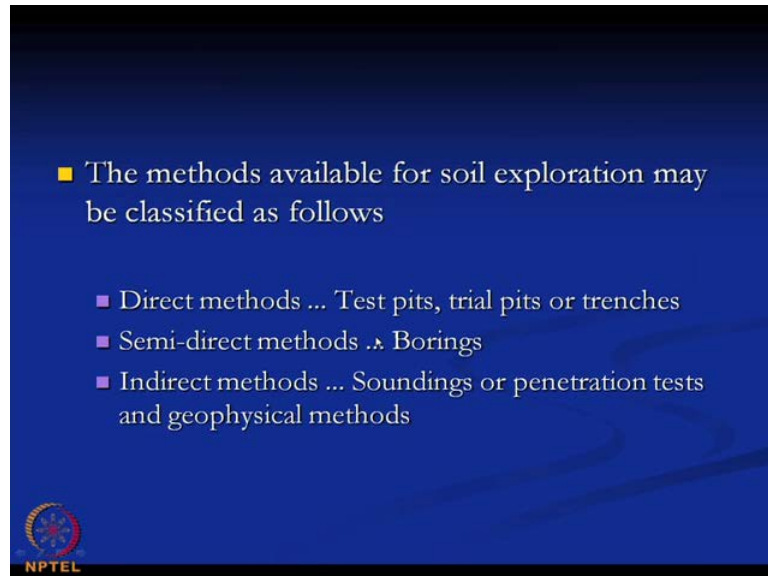 The methods available for soil exploration may
be classified as follows
Direct methods ... Test pits, trial pits or trenches
Semi-direct methods ... Borings
Indirect methods ... Soundings or penetration tests
and geophysical methods
NPTEL